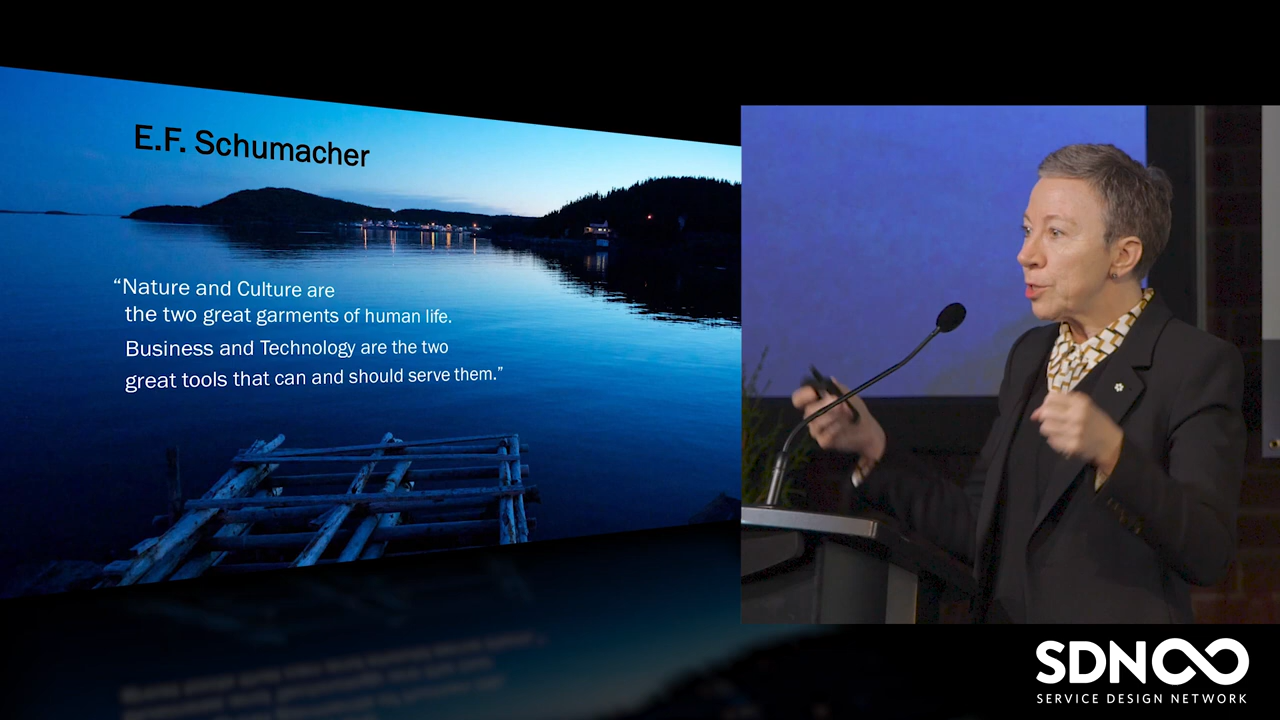 E.F. Schumacher
“Nature and Culture are
the two great garments of human life.
Business and Technology are the two
great tools that can and should serve them.”
SDN
SERVICE DESIGN NETWORK